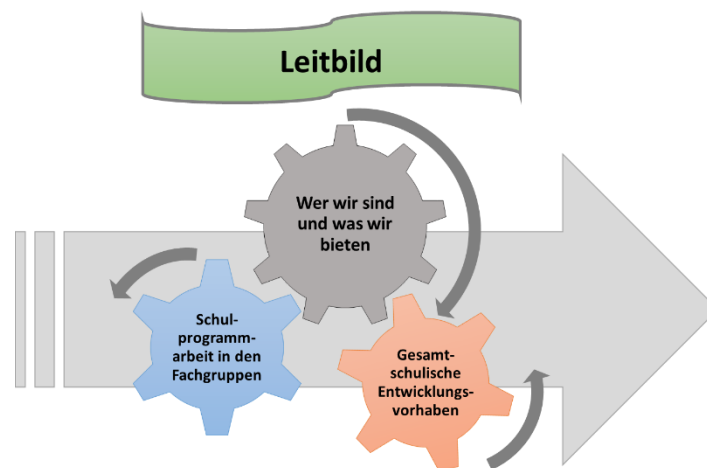 Leitbild
Wer wir sind
und was wir
bieten
Schul-
programm-
arbeit in den
Fachgruppen
Gesamt-
schulische
Entwicklungs-
vorhaben